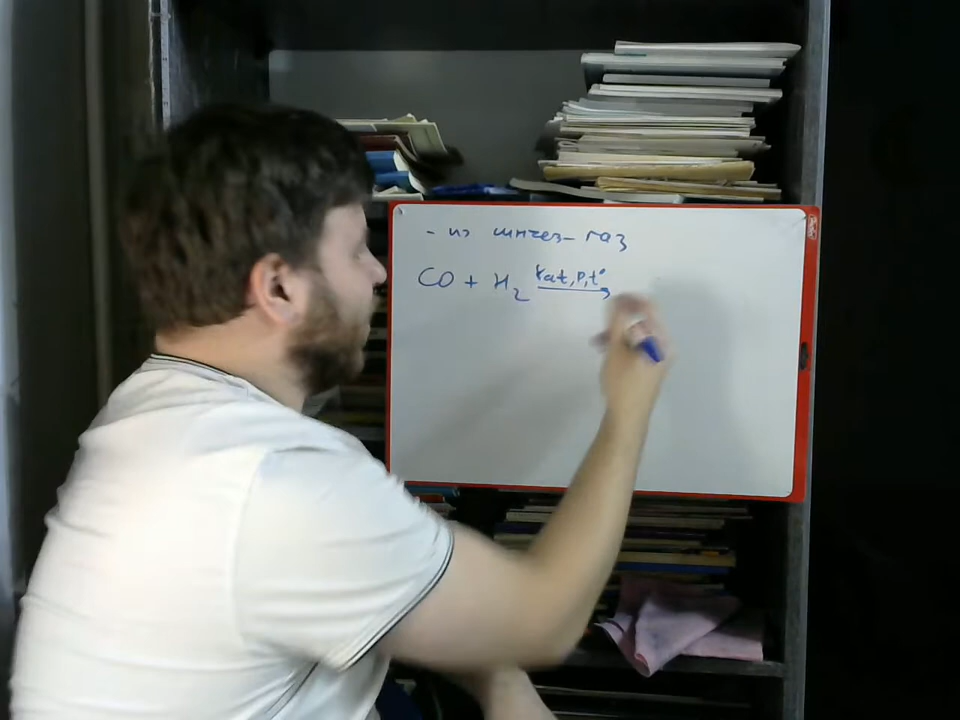 - из синтез-газ
CO + H₂ kat, p, t° →